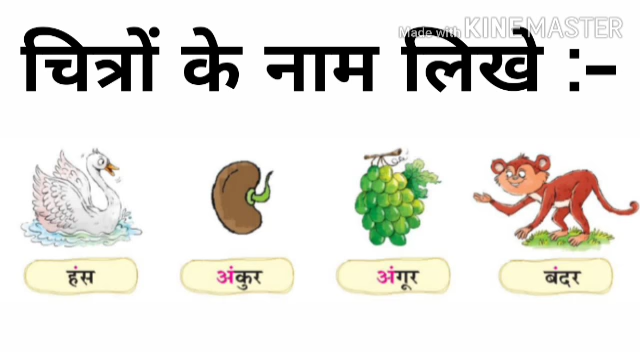 Made with KINEMASTER
चित्रों के नाम लिखे :-
हंस अंकुर अंगूर बंदर